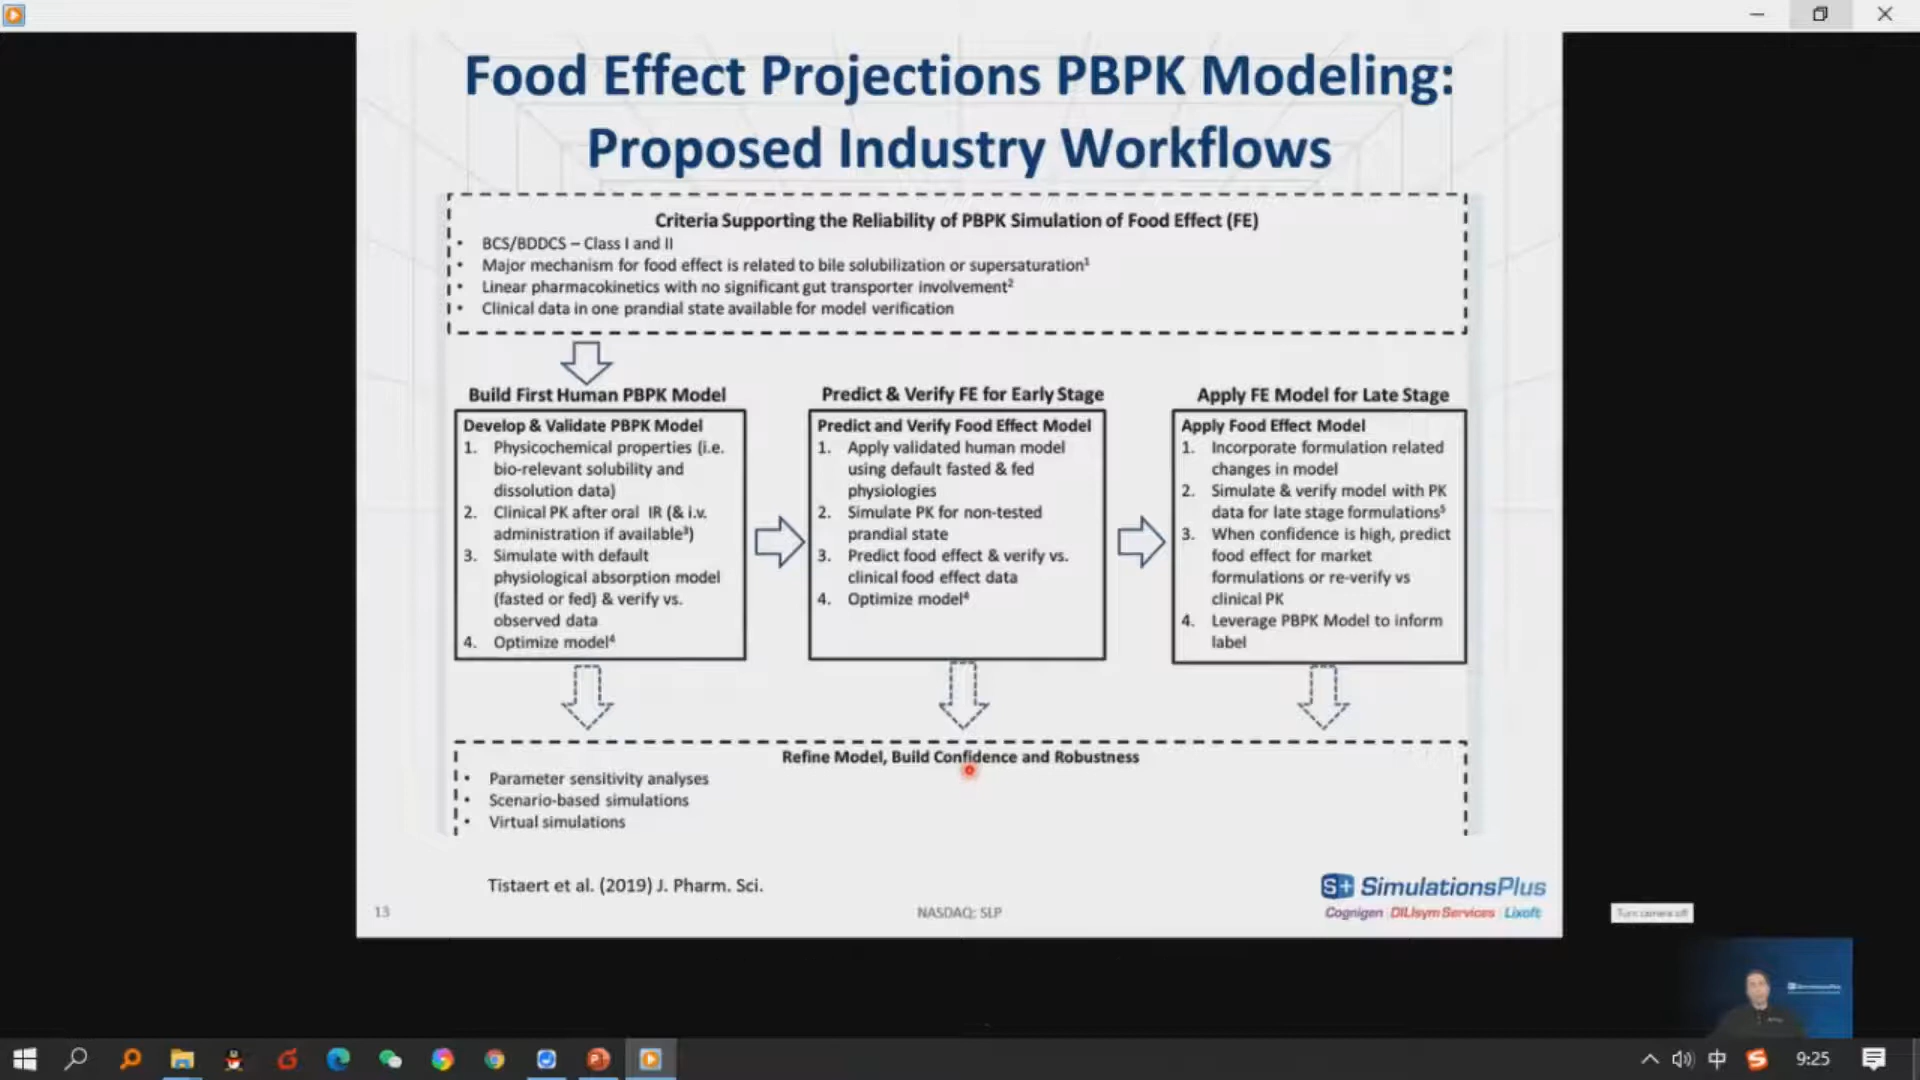 Food Effect Projections PBPK Modeling:
Proposed Industry Workflows
Criteria Supporting the Reliability of PBPK Simulation of Food Effect (FE)
• BCS/BDDCS – Class I and II
• Major mechanism for food effect is related to bile solubilization or supersaturation¹
• Linear pharmacokinetics with no significant gut transporter involvement²
• Clinical data in one prandial state available for model verification
Build First Human PBPK Model
Develop & Validate PBPK Model
1. Physicochemical properties (i.e.
bio-relevant solubility and
dissolution data)
2. Clinical PK after oral IR (& i.v.
administration if available³)
3. Simulate with default
physiological absorption model
(fasted or fed) & verify vs.
observed data
4. Optimize model⁴
Predict & Verify FE for Early Stage
Predict and Verify Food Effect Model
1. Apply validated human model
using default fasted & fed
physiologies
2. Simulate PK for non-tested
prandial state
3. Predict food effect & verify vs.
clinical food effect data
4. Optimize model⁴
Apply FE Model for Late Stage
Apply Food Effect Model
1. Incorporate formulation related
changes in model
2. Simulate & verify model with PK
data for late stage formulations⁵
3. When confidence is high, predict
food effect for market
formulations or re-verify vs
clinical PK
4. Leverage PBPK Model to inform
label
Refine Model, Build Confidence and Robustness
• Parameter sensitivity analyses
• Scenario-based simulations
• Virtual simulations
Tistaert et al. (2019) J. Pharm. Sci.
S+ SimulationsPlus
Cognigen | DILIsym Services | Lixoft
13
NASDAQ: SLP
Turn camera off
SimulationsPlus
中
9:25